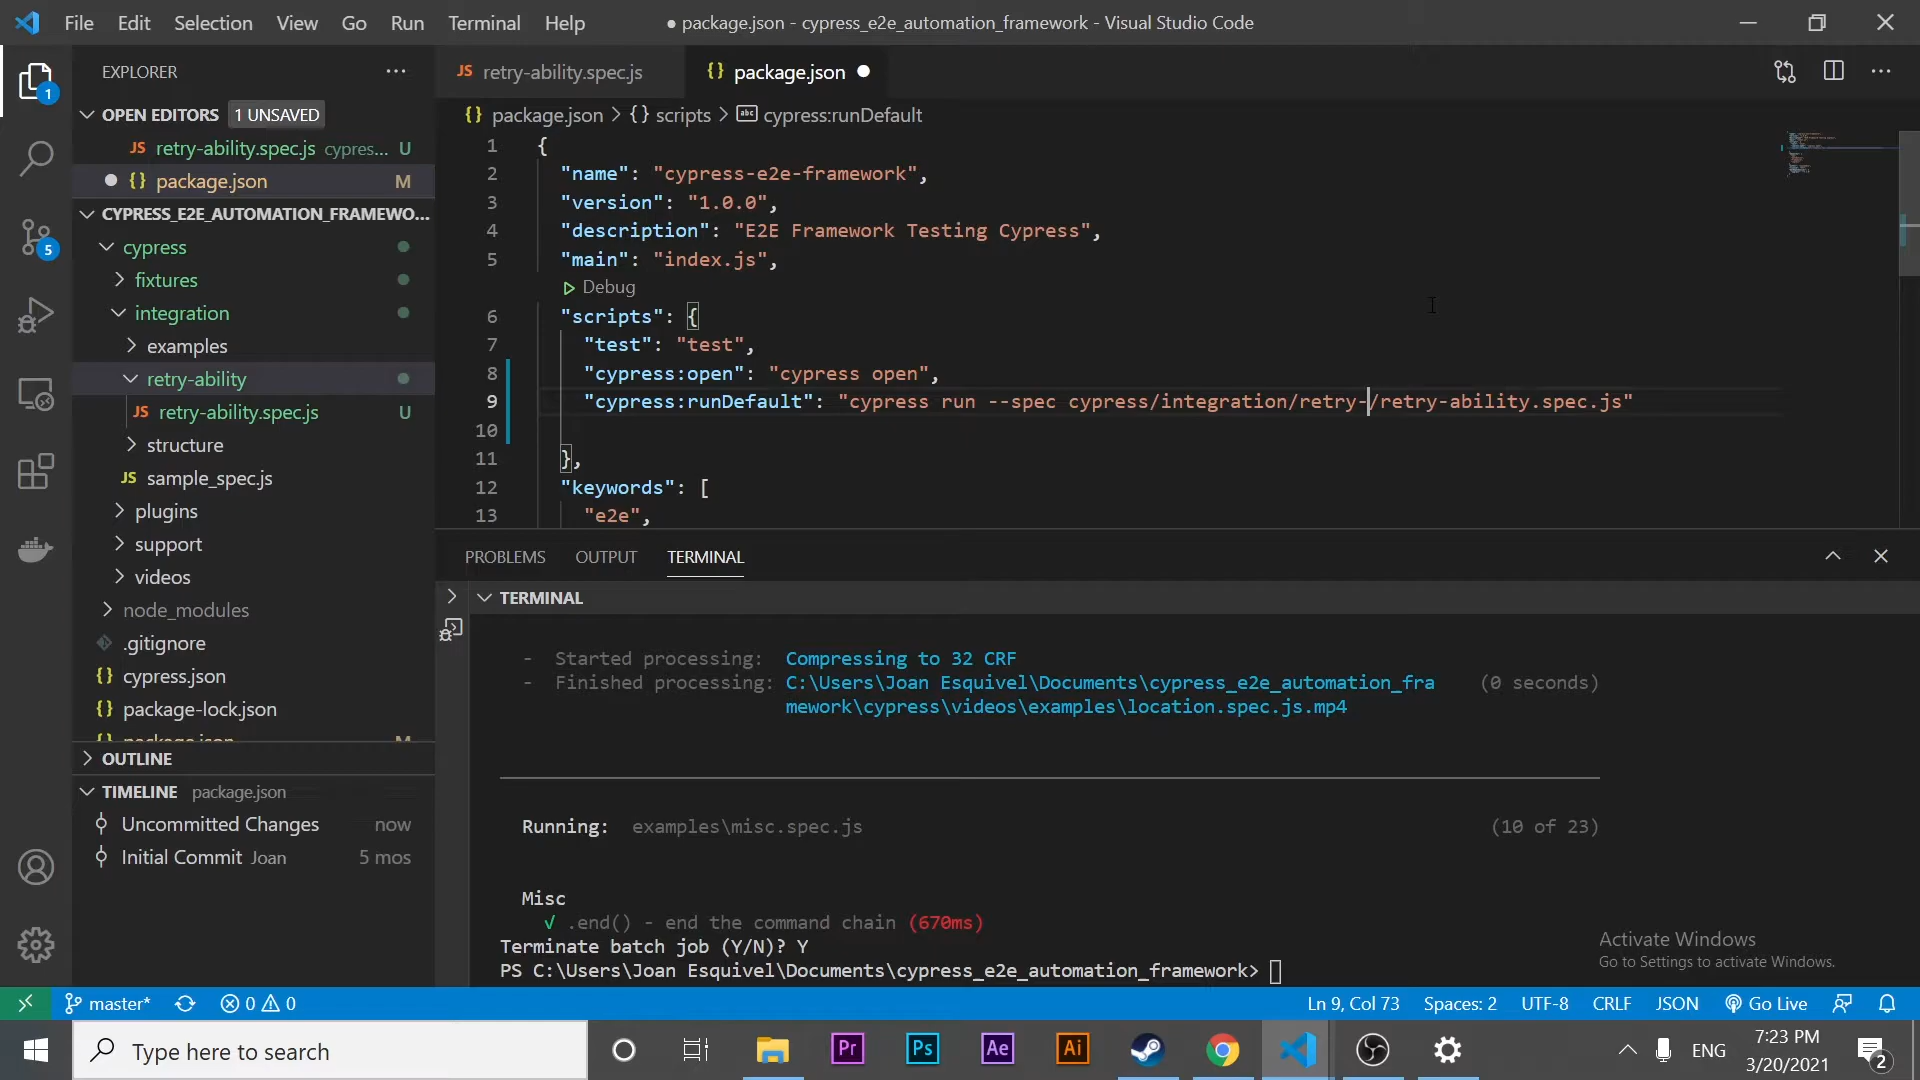 File Edit Selection View Go Run Terminal Help
● package.json - cypress_e2e_automation_framework - Visual Studio Code
EXPLORER
1
OPEN EDITORS 1 UNSAVED
JS retry-ability.spec.js cypres... U
{} package.json M
CYPRESS_E2E_AUTOMATION_FRAMEWO...
cypress
fixtures
integration
examples
retry-ability
JS retry-ability.spec.js U
structure
JS sample_spec.js
plugins
support
videos
node_modules
.gitignore
{} cypress.json
{} package-lock.json
{} package.json M
OUTLINE
TIMELINE package.json
Uncommitted Changes now
Initial Commit Joan 5 mos
5
JS retry-ability.spec.js
{} package.json
{} package.json > {} scripts > abc cypress:runDefault
1 {
2 "name": "cypress-e2e-framework",
3 "version": "1.0.0",
4 "description": "E2E Framework Testing Cypress",
5 "main": "index.js",
Debug
6 "scripts": {
7 "test": "test",
8 "cypress:open": "cypress open",
9 "cypress:runDefault": "cypress run --spec cypress/integration/retry-/retry-ability.spec.js"
10
11 },
12 "keywords": [
13 "e2e",
PROBLEMS OUTPUT TERMINAL
TERMINAL
- Started processing: Compressing to 32 CRF
- Finished processing: C:\Users\Joan Esquivel\Documents\cypress_e2e_automation_fra (0 seconds)
mework\cypress\videos\examples\location.spec.js.mp4
Running: examples\misc.spec.js (10 of 23)
Misc
√ .end() - end the command chain (670ms)
Terminate batch job (Y/N)? Y
PS C:\Users\Joan Esquivel\Documents\cypress_e2e_automation_framework>
Activate Windows
Go to Settings to activate Windows.
master* 0 0
Ln 9, Col 73 Spaces: 2 UTF-8 CRLF JSON Go Live
Type here to search
Pr Ps Ae Ai
ENG
7:23 PM
3/20/2021
2